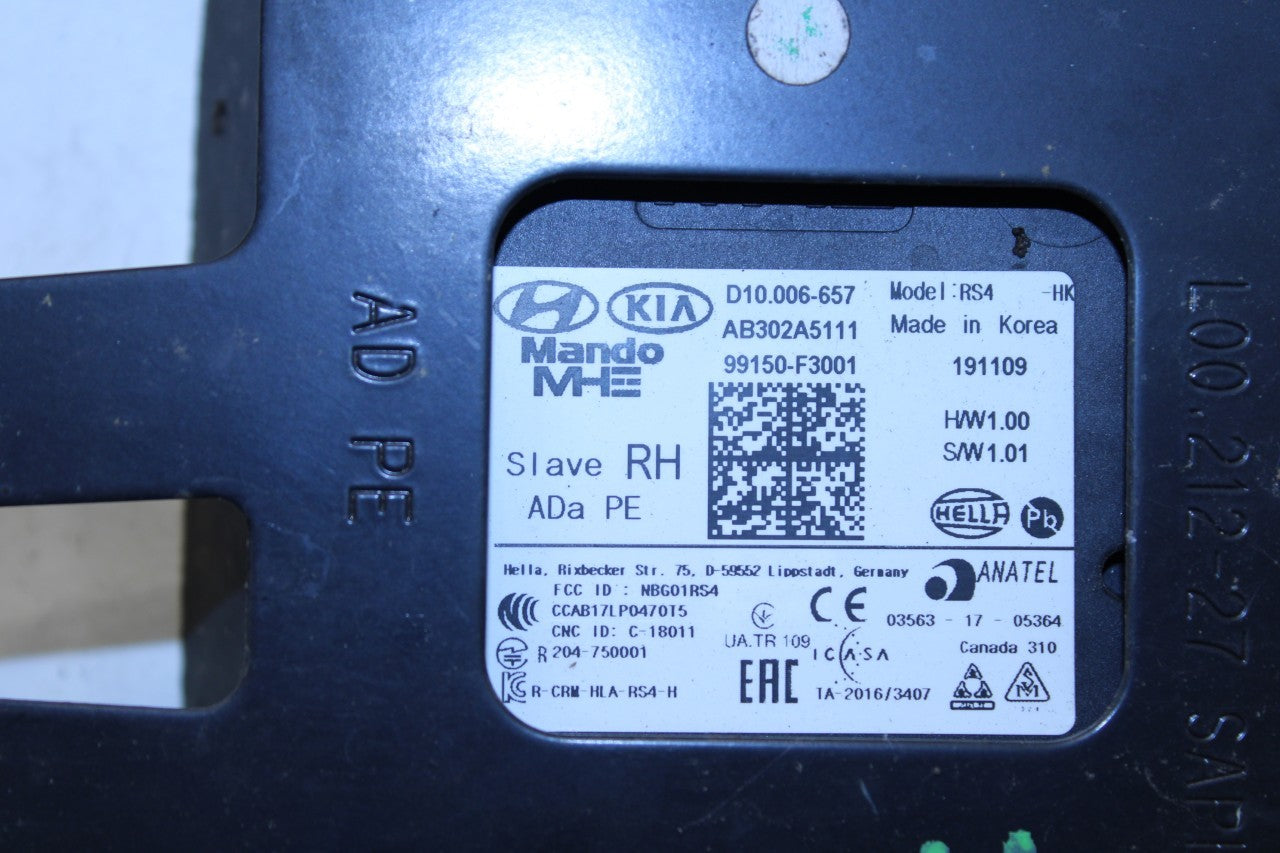 KIA
Mando
MHE
D10.006-657
AB302A5111
99150-F3001
Model:RS4 -HK
Made in Korea
191109
H/W1.00
S/W1.01
Slave RH
ADa PE
HELLA
Pb
Hella, Rixbecker Str. 75, D-59552 Lippstadt, Germany
FCC ID : NBG01RS4
CCAB17LP0470T5
CNC ID: C-18011
R 204-750001
R-CRM-HLA-RS4-H
UA.TR 109
CE
ICASA
EAC
TA-2016/3407
ANATEL
03563 - 17 - 05364
Canada 310
AD PE
L00.212-27 SAP